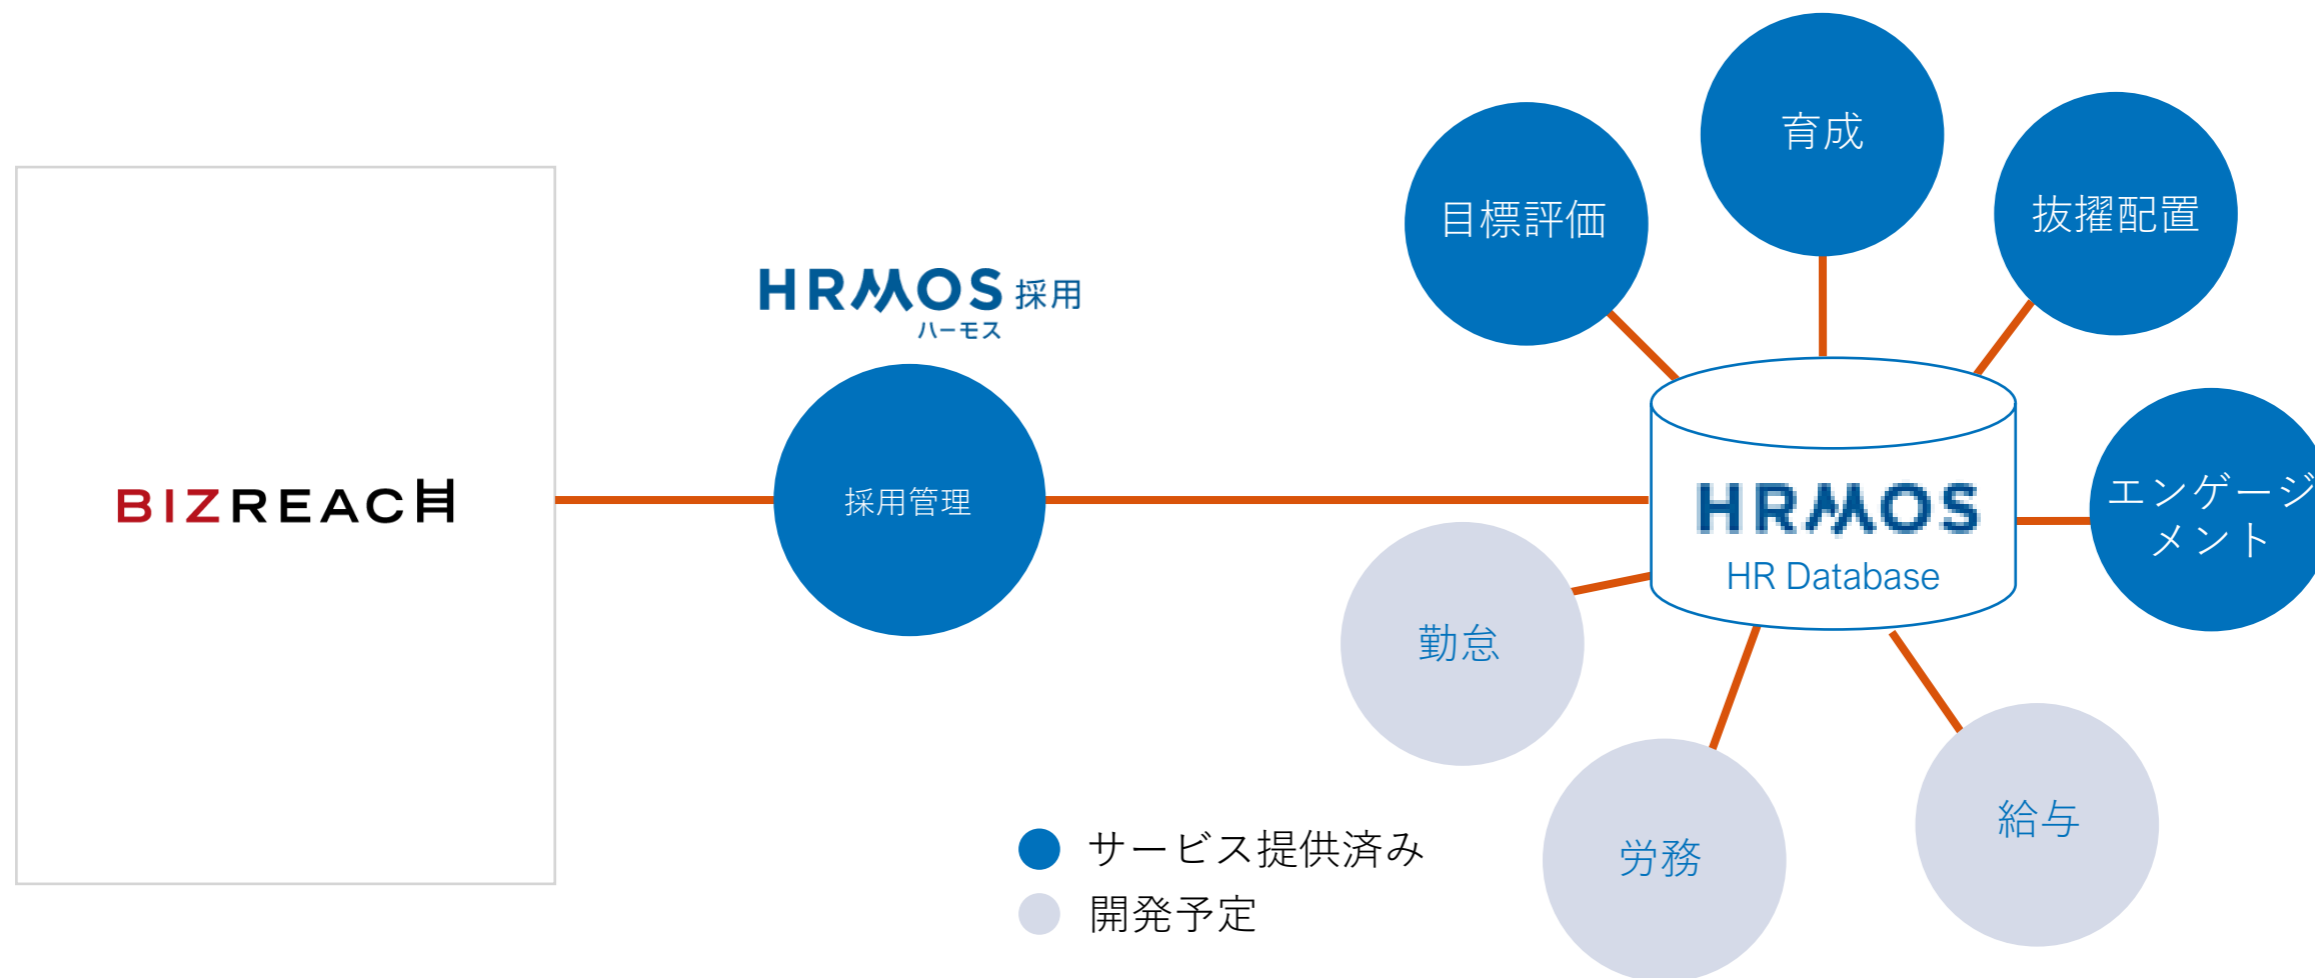 BIZREACH
HRMOS 採用
ハーモス
採用管理
目標評価
育成
抜擢配置
エンゲージ
メント
HRMOS
HR Database
勤怠
労務
給与
サービス提供済み
開発予定